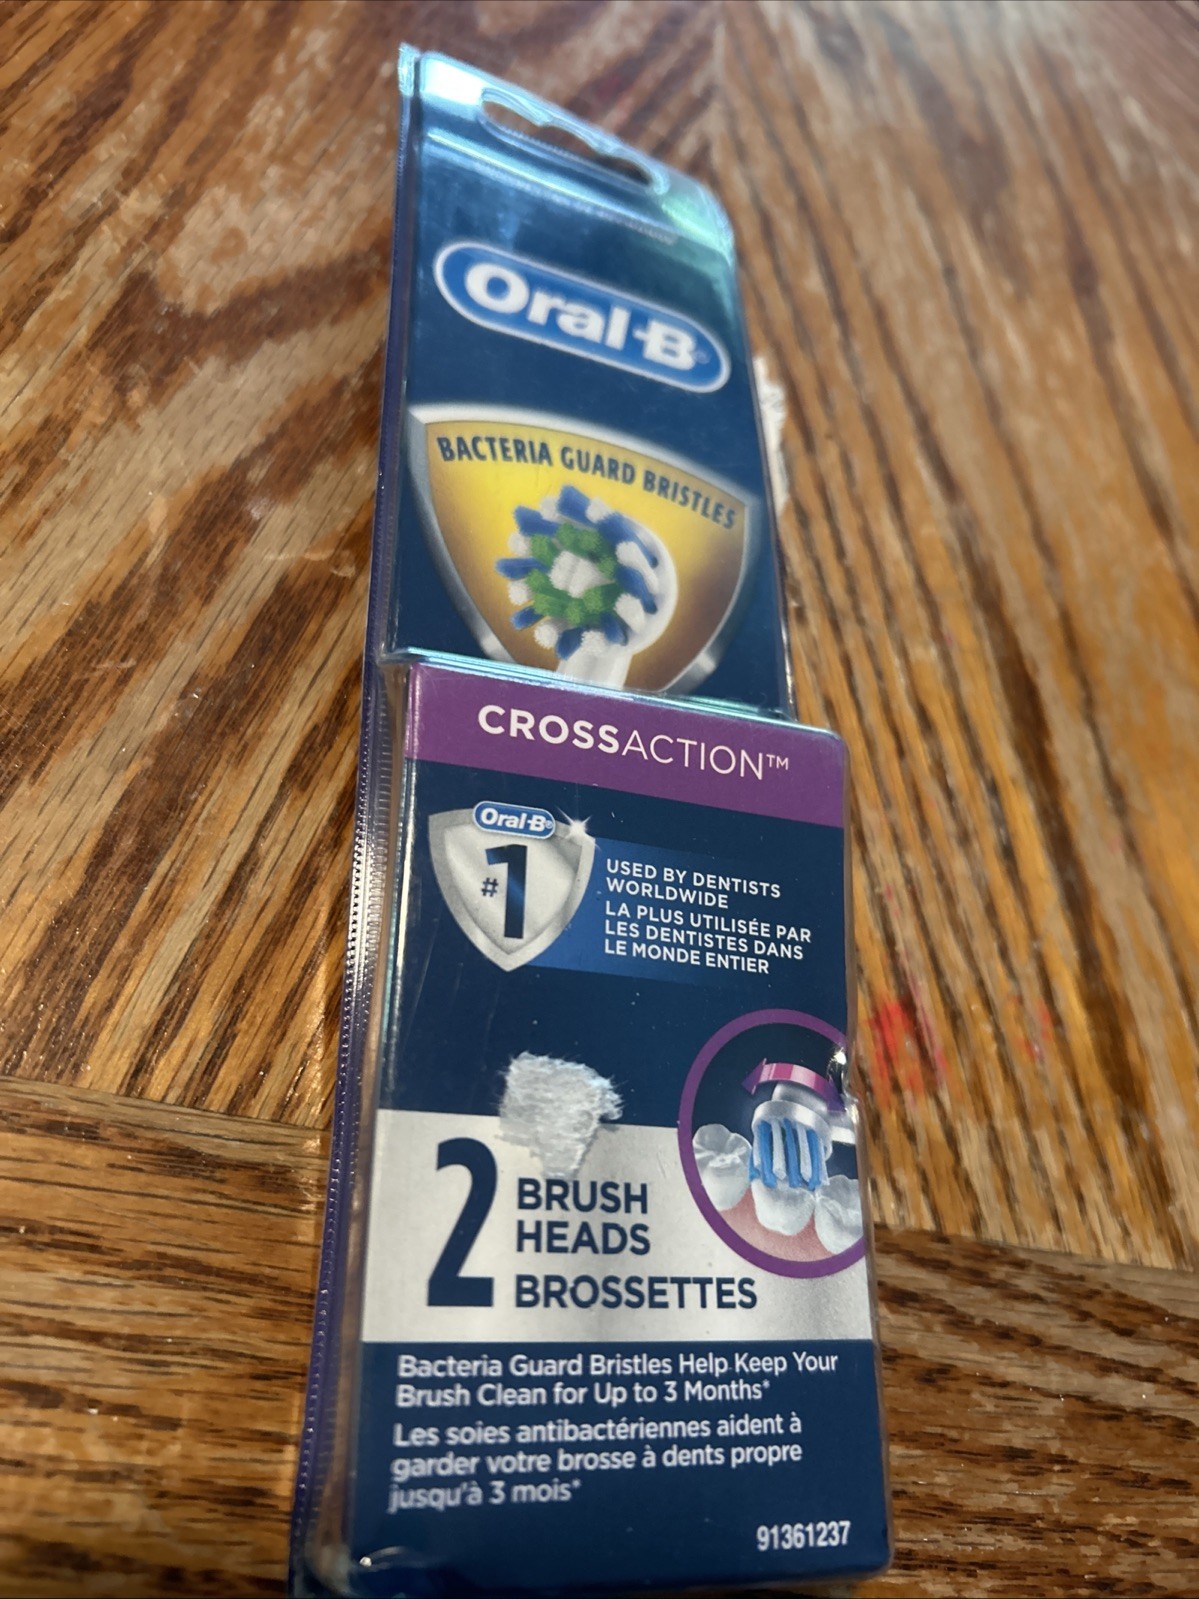 Oral-B®
BACTERIA GUARD BRISTLES
CROSSACTION™
Oral-B®
#1
USED BY DENTISTS
WORLDWIDE
LA PLUS UTILISÉE PAR
LES DENTISTES DANS
LE MONDE ENTIER
2
BRUSH
HEADS
BROSSETTES
Bacteria Guard Bristles Help Keep Your
Brush Clean for Up to 3 Months*
Les soies antibactériennes aident à
garder votre brosse à dents propre
jusqu'à 3 mois*
91361237